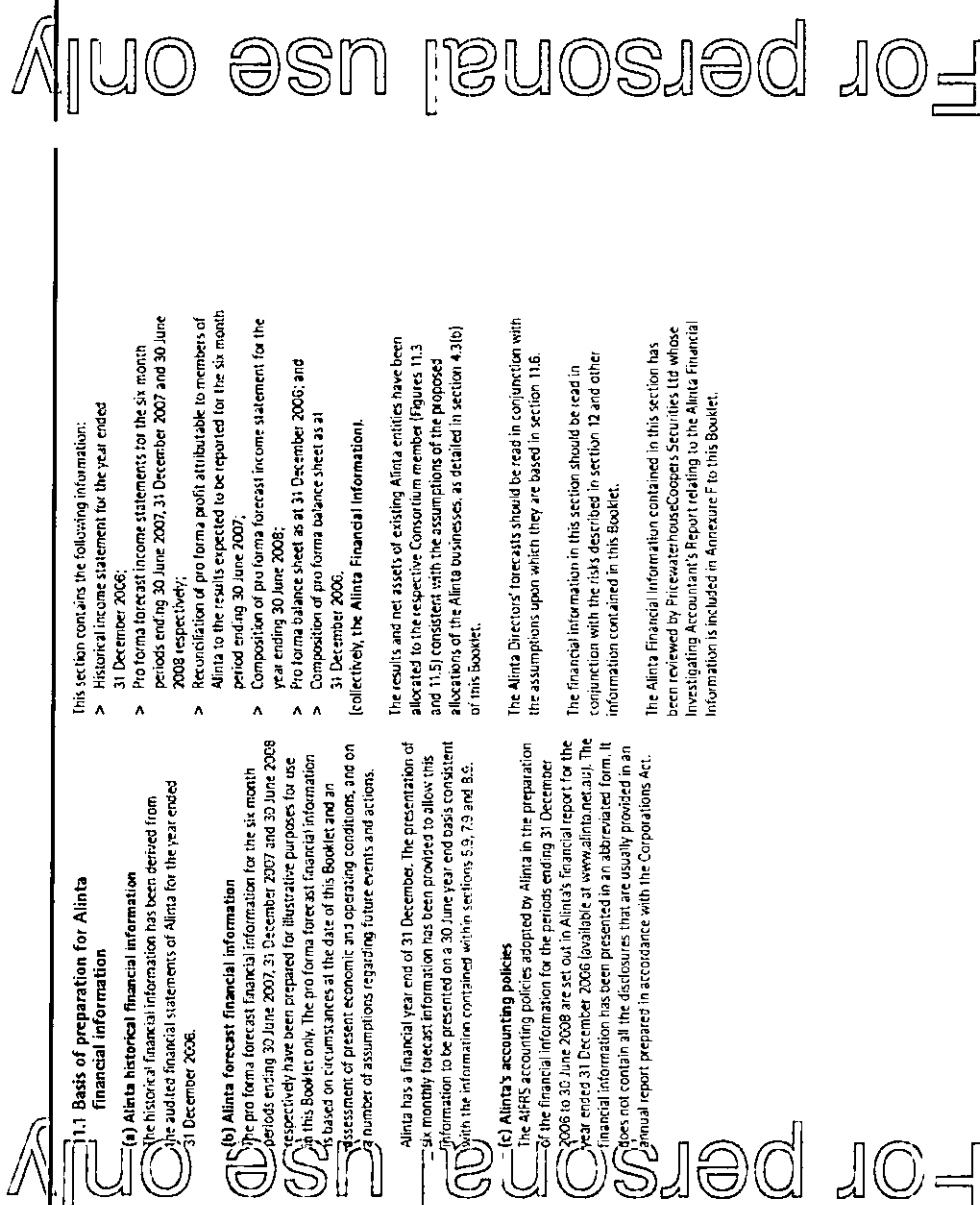 For personal use only
11.1 Basis of preparation for Alinta
financial information
(a) Alinta historical financial information
The historical financial information has been derived from
the audited financial statements of Alinta for the year ended
31 December 2006.
(b) Alinta forecast financial information
The pro forma forecast financial information for the six month
periods ending 30 June 2007, 31 December 2007 and 30 June 2008
respectively have been prepared for illustrative purposes for use
in this Booklet only. The pro forma forecast financial information
is based on circumstances at the date of this Booklet and an
assessment of present economic and operating conditions, and on
a number of assumptions regarding future events and actions.
Alinta has a financial year end of 31 December. The presentation of
six monthly forecast information has been provided to allow this
information to be presented on a 30 June year end basis consistent
with the information contained within sections 5.9, 7.9 and 8.9.
(c) Alinta's accounting policies
The AIFRS accounting policies adopted by Alinta in the preparation
of the financial information for the periods ending 31 December
2006 to 30 June 2008 are set out in Alinta's financial report for the
year ended 31 December 2006 (available at www.alinta.net.au). The
financial information has been presented in an abbreviated form. It
does not contain all the disclosures that are usually provided in an
annual report prepared in accordance with the Corporations Act.
This section contains the following information:
> Historical income statement for the year ended
31 December 2006;
> Pro forma forecast income statements for the six month
periods ending 30 June 2007, 31 December 2007 and 30 June
2008 respectively;
> Reconciliation of pro forma profit attributable to members of
Alinta to the results expected to be reported for the six month
period ending 30 June 2007;
> Composition of pro forma forecast income statement for the
year ending 30 June 2008;
> Pro forma balance sheet as at 31 December 2006; and
> Composition of pro forma balance sheet as at
31 December 2006,
(collectively, the Alinta Financial Information).
The results and net assets of existing Alinta entities have been
allocated to the respective Consortium member (Figures 11.3
and 11.5) consistent with the assumptions of the proposed
allocations of the Alinta businesses, as detailed in section 4.3(b)
of this Booklet.
The Alinta Directors' forecasts should be read in conjunction with
the assumptions upon which they are based in section 11.6.
The financial information in this section should be read in
conjunction with the risks described in section 12 and other
information contained in this Booklet.
The Alinta Financial Information contained in this section has
been reviewed by PricewaterhouseCoopers Securities Ltd whose
Investigating Accountant's Report relating to the Alinta Financial
Information is included in Annexure F to this Booklet.
For personal use only